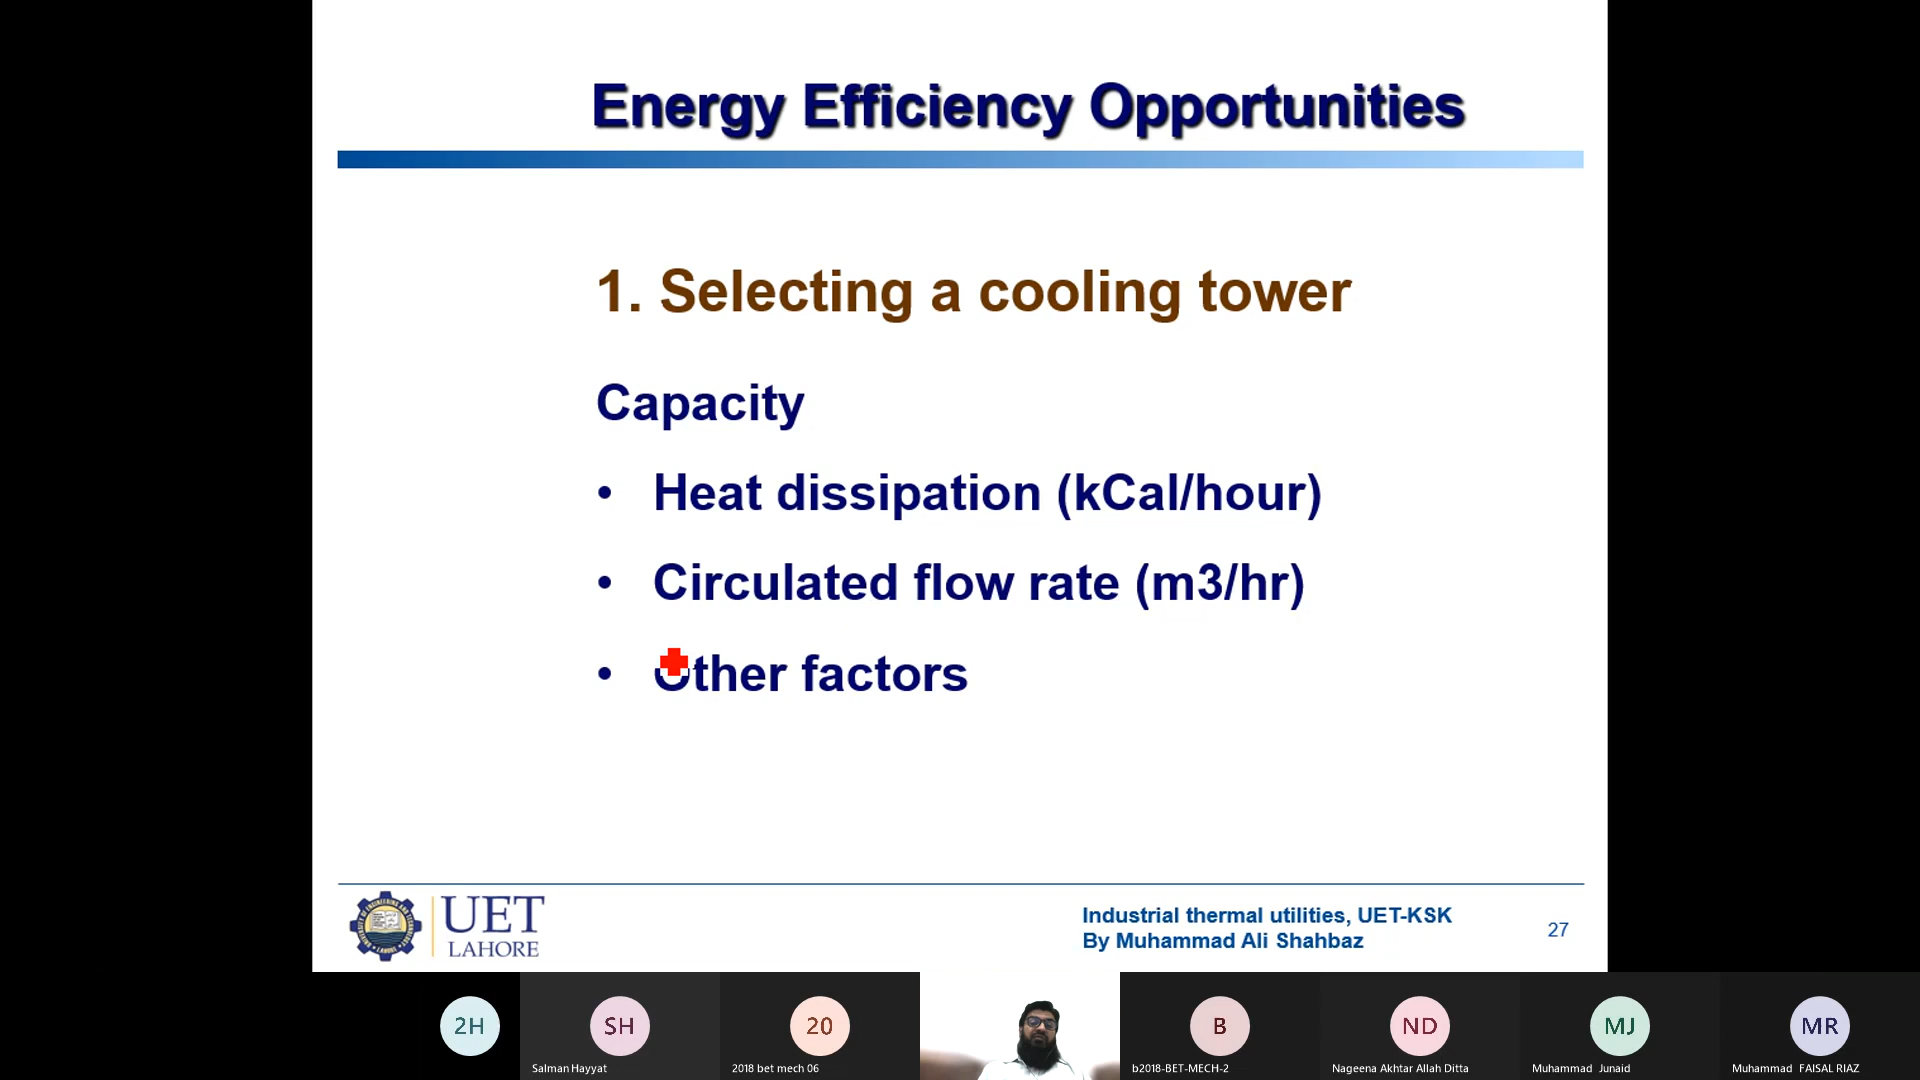 Energy Efficiency Opportunities
1. Selecting a cooling tower
Capacity
• Heat dissipation (kCal/hour)
• Circulated flow rate (m3/hr)
• Other factors
UET
LAHORE
Industrial thermal utilities, UET-KSK
By Muhammad Ali Shahbaz
27
2H
SH
20
B
ND
MJ
MR
Salman Hayyat
2018 bet mech 06
b2018-BET-MECH-2
Nageena Akhtar Allah Ditta
Muhammad Junaid
Muhammad FAISAL RIAZ